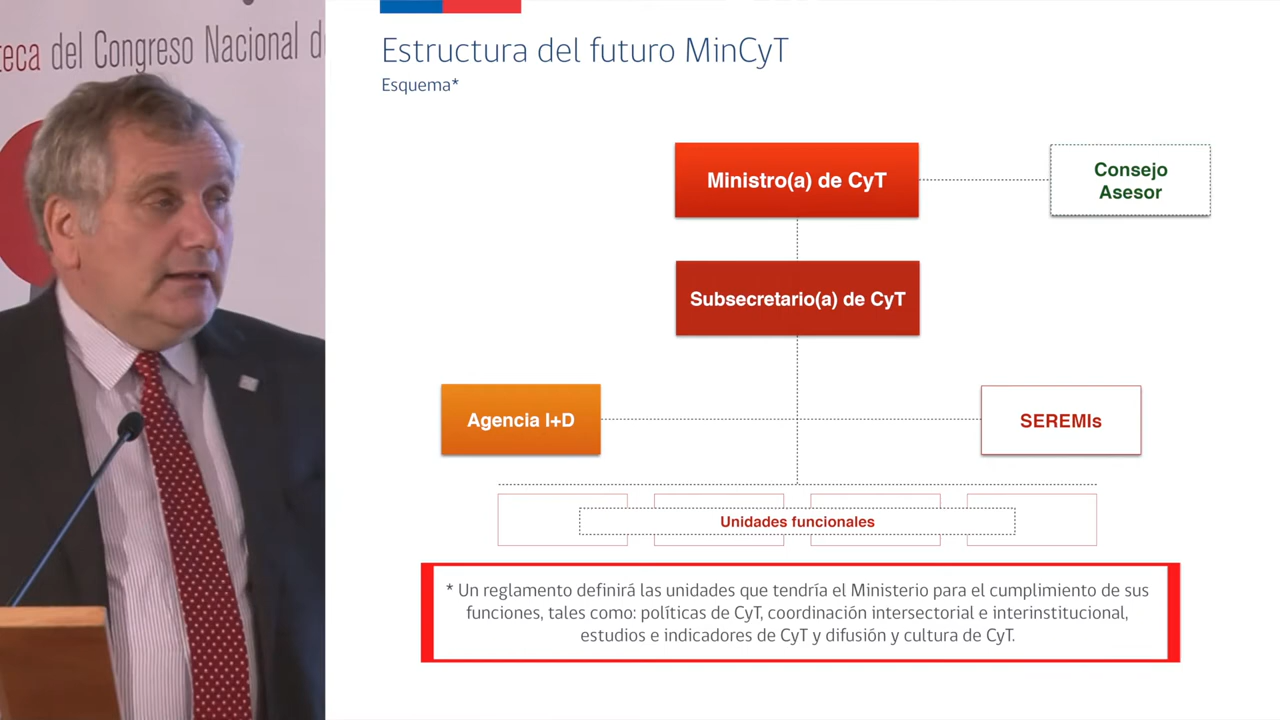 teca del Congreso Nacional d
Estructura del futuro MinCyT
Esquema*
Ministro(a) de CyT
Consejo
Asesor
Subsecretario(a) de CyT
Agencia I+D
SEREMIs
Unidades funcionales
* Un reglamento definirá las unidades que tendría el Ministerio para el cumplimiento de sus
funciones, tales como: políticas de CyT, coordinación intersectorial e interinstitucional,
estudios e indicadores de CyT y difusión y cultura de CyT.